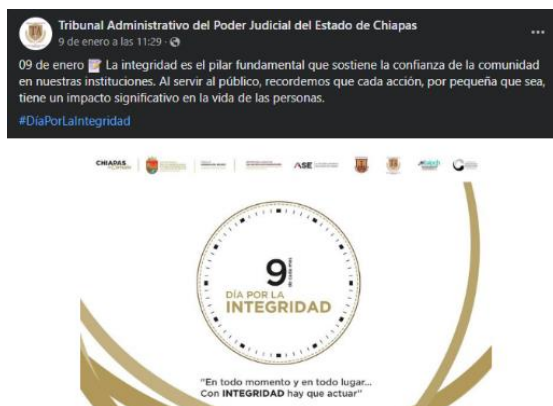 Tribunal Administrativo del Poder Judicial del Estado de Chiapas
9 de enero a las 11:29 ·
09 de enero 📝 La integridad es el pilar fundamental que sostiene la confianza de la comunidad
en nuestras instituciones. Al servir al público, recordemos que cada acción, por pequeña que sea,
tiene un impacto significativo en la vida de las personas.
#DíaPorLaIntegridad
CHIAPAS
ASE
9
de cada mes
DÍA POR LA
INTEGRIDAD
"En todo momento y en todo lugar...
Con INTEGRIDAD hay que actuar"